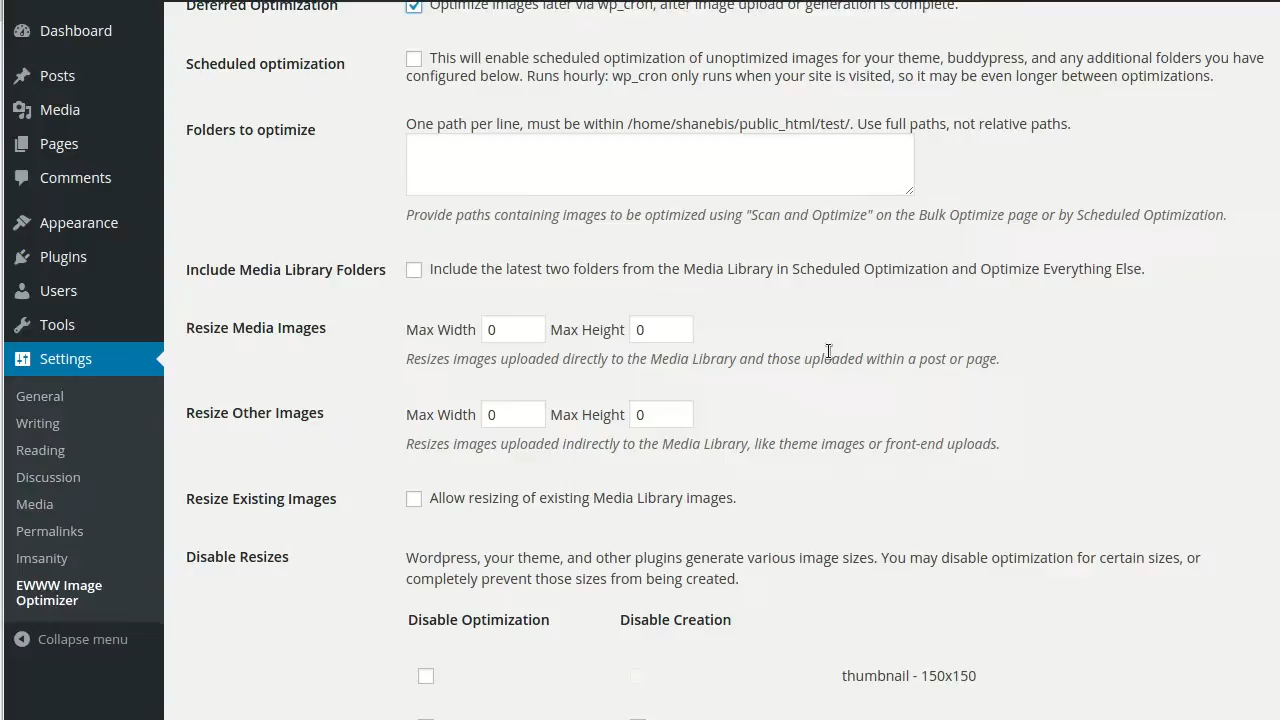 Dashboard
Posts
Media
Pages
Comments
Appearance
Plugins
Users
Tools
Settings
General
Writing
Reading
Discussion
Media
Permalinks
Imsanity
EWWW Image
Optimizer
Collapse menu
Deferred Optimization
Optimize images later via wp_cron, after image upload or generation is complete.
Scheduled optimization
This will enable scheduled optimization of unoptimized images for your theme, buddypress, and any additional folders you have
configured below. Runs hourly: wp_cron only runs when your site is visited, so it may be even longer between optimizations.
Folders to optimize
One path per line, must be within /home/shanebis/public_html/test/. Use full paths, not relative paths.
Provide paths containing images to be optimized using "Scan and Optimize" on the Bulk Optimize page or by Scheduled Optimization.
Include Media Library Folders
Include the latest two folders from the Media Library in Scheduled Optimization and Optimize Everything Else.
Resize Media Images
Max Width 0 Max Height 0
Resizes images uploaded directly to the Media Library and those uploaded within a post or page.
Resize Other Images
Max Width 0 Max Height 0
Resizes images uploaded indirectly to the Media Library, like theme images or front-end uploads.
Resize Existing Images
Allow resizing of existing Media Library images.
Disable Resizes
Wordpress, your theme, and other plugins generate various image sizes. You may disable optimization for certain sizes, or
completely prevent those sizes from being created.
Disable Optimization Disable Creation
thumbnail - 150x150